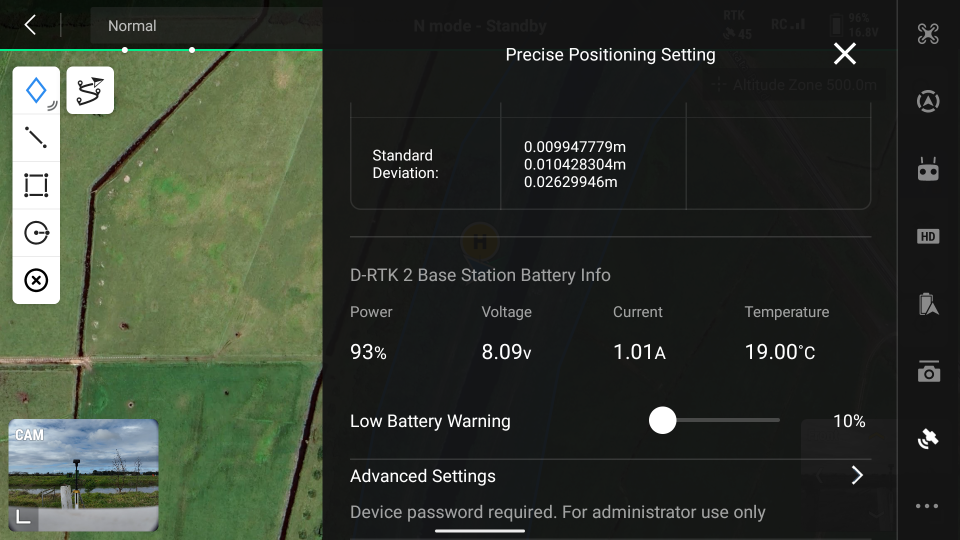 Normal
N mode - Standby
RTK
45
RC
96%
16.8V
Precise Positioning Setting
Altitude Zone 500.0m
Standard
Deviation:
0.009947779m
0.010428304m
0.02629946m
H
HD
D-RTK 2 Base Station Battery Info
Power
Voltage
Current
Temperature
93%
8.09v
1.01A
19.00°C
Low Battery Warning
10%
CAM
Advanced Settings
Device password required. For administrator use only